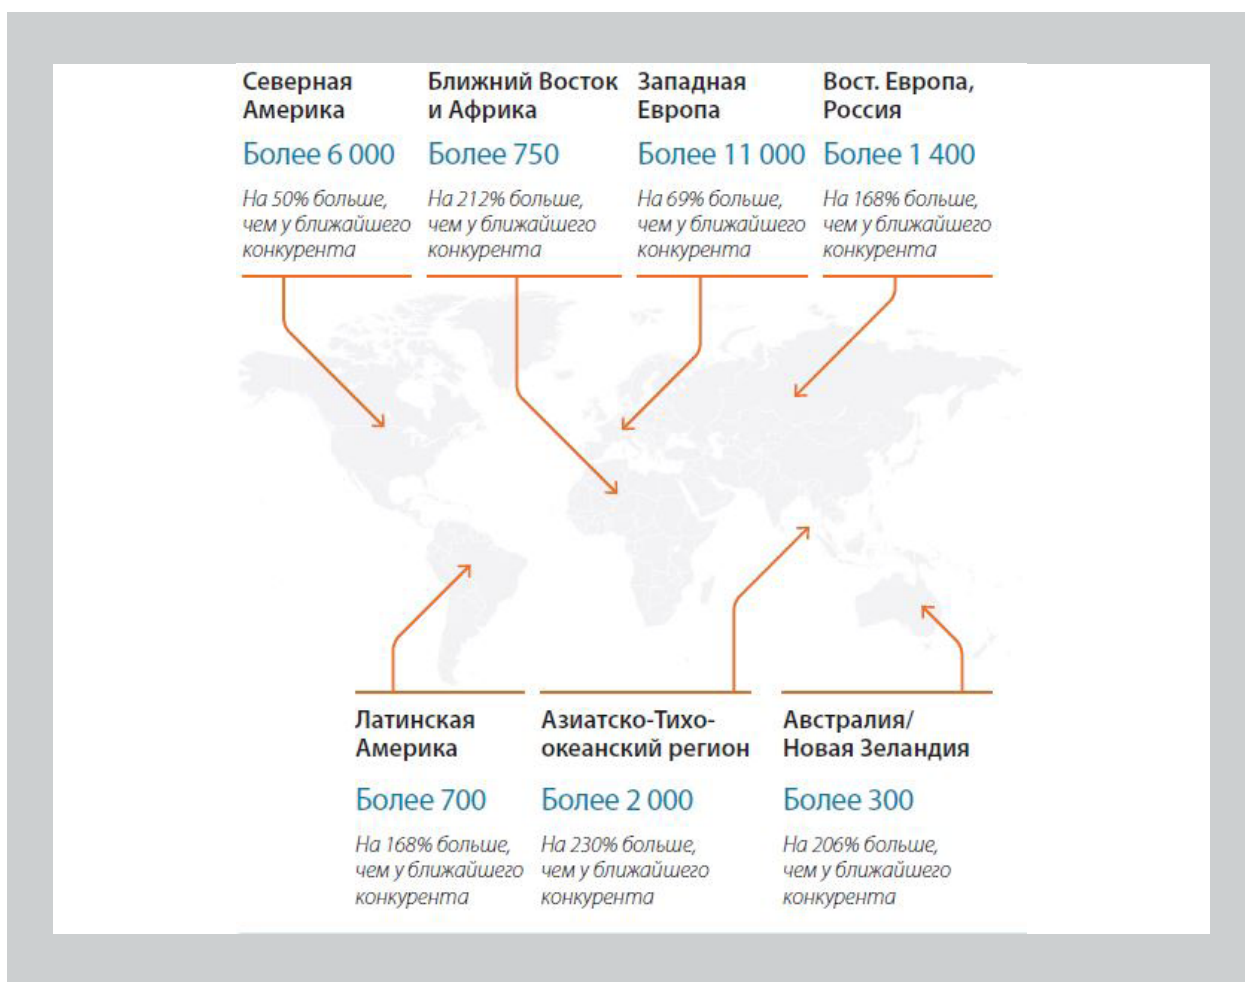 Северная
Америка
Более 6 000
На 50% больше,
чем у ближайшего
конкурента
Ближний Восток
и Африка
Более 750
На 212% больше,
чем у ближайшего
конкурента
Западная
Европа
Более 11 000
На 69% больше,
чем у ближайшего
конкурента
Вост. Европа,
Россия
Более 1 400
На 168% больше,
чем у ближайшего
конкурента
Латинская
Америка
Более 700
На 168% больше,
чем у ближайшего
конкурента
Азиатско-Тихо-
океанский регион
Более 2 000
На 230% больше,
чем у ближайшего
конкурента
Австралия/
Новая Зеландия
Более 300
На 206% больше,
чем у ближайшего
конкурента